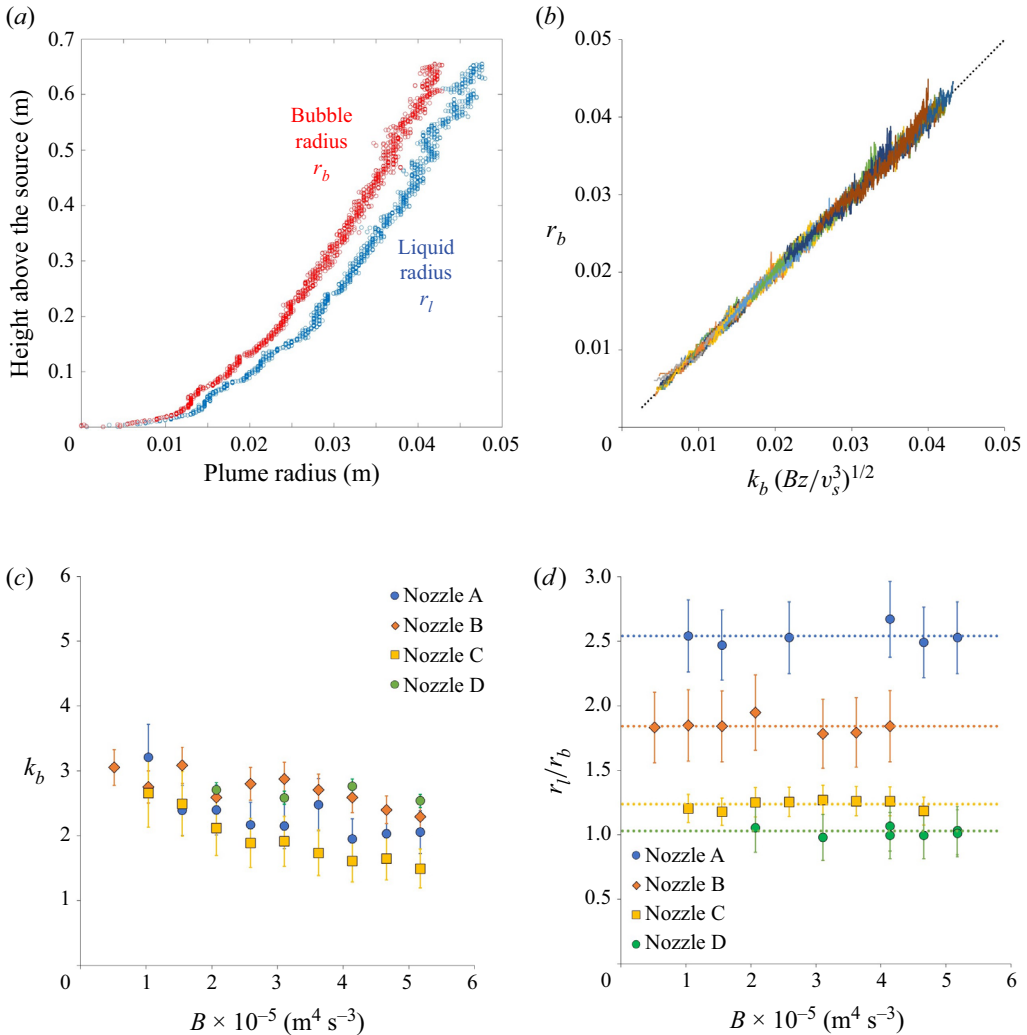 (a)
0.7
0.6
0.5
0.4
0.3
0.2
0.1
0
0.01
0.02
0.03
0.04
0.05
Height above the source (m)
Plume radius (m)
Bubble
radius
r_b
Liquid
radius
r_l
(b)
0.05
0.04
0.03
0.02
0.01
0
0.01
0.02
0.03
0.04
0.05
r_b
k_b (Bz/v_s^3)^{1/2}
(c)
6
5
4
3
2
1
0
1
2
3
4
5
6
k_b
B × 10^{–5} (m^4 s^{–3})
Nozzle A
Nozzle B
Nozzle C
Nozzle D
(d)
3.0
2.5
2.0
1.5
1.0
0.5
0
1
2
3
4
5
6
r_l/r_b
B × 10^{–5} (m^4 s^{–3})
Nozzle A
Nozzle B
Nozzle C
Nozzle D